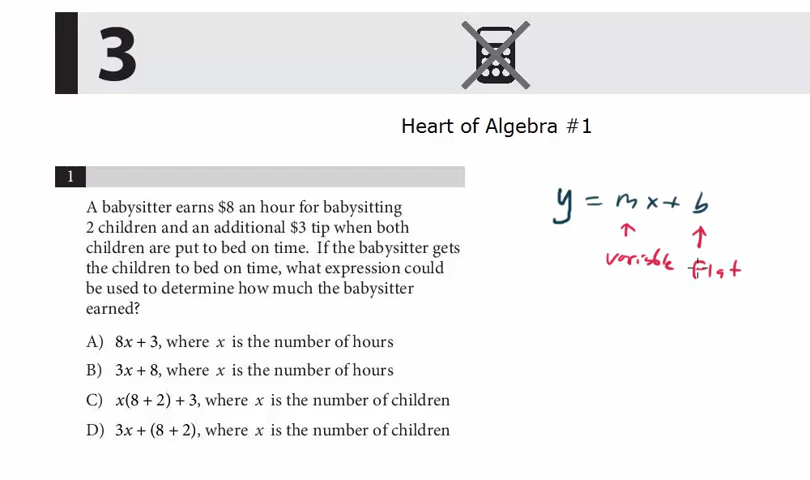 3
Heart of Algebra #1
1
A babysitter earns $8 an hour for babysitting
2 children and an additional $3 tip when both
children are put to bed on time. If the babysitter gets
the children to bed on time, what expression could
be used to determine how much the babysitter
earned?
A) 8x + 3, where x is the number of hours
B) 3x + 8, where x is the number of hours
C) x(8 + 2) + 3, where x is the number of children
D) 3x + (8 + 2), where x is the number of children
y = mx + b
↑ ↑
variable flat